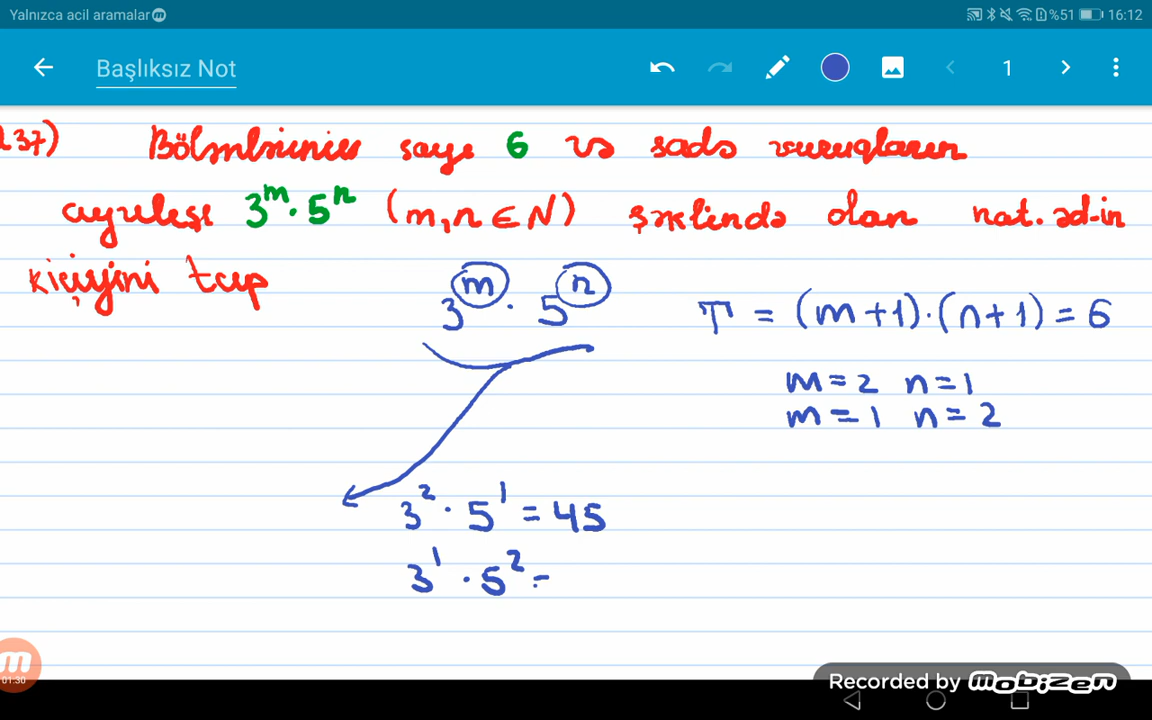 Yalnızca acil aramalar m %51 16:12
Başlıksız Not 1
237) Bölənlərinin sayı 6 və sadə vuruqlarına
ayrılışı 3^m · 5^n (m,n ∈ N) şəklində olan nat. əd-in
kiçiyini tap
3^m · 5^n T = (m+1)·(n+1) = 6
m = 2 n = 1
m = 1 n = 2
3^2 · 5^1 = 45
3^1 · 5^2 =
01:30
Recorded by mobizen